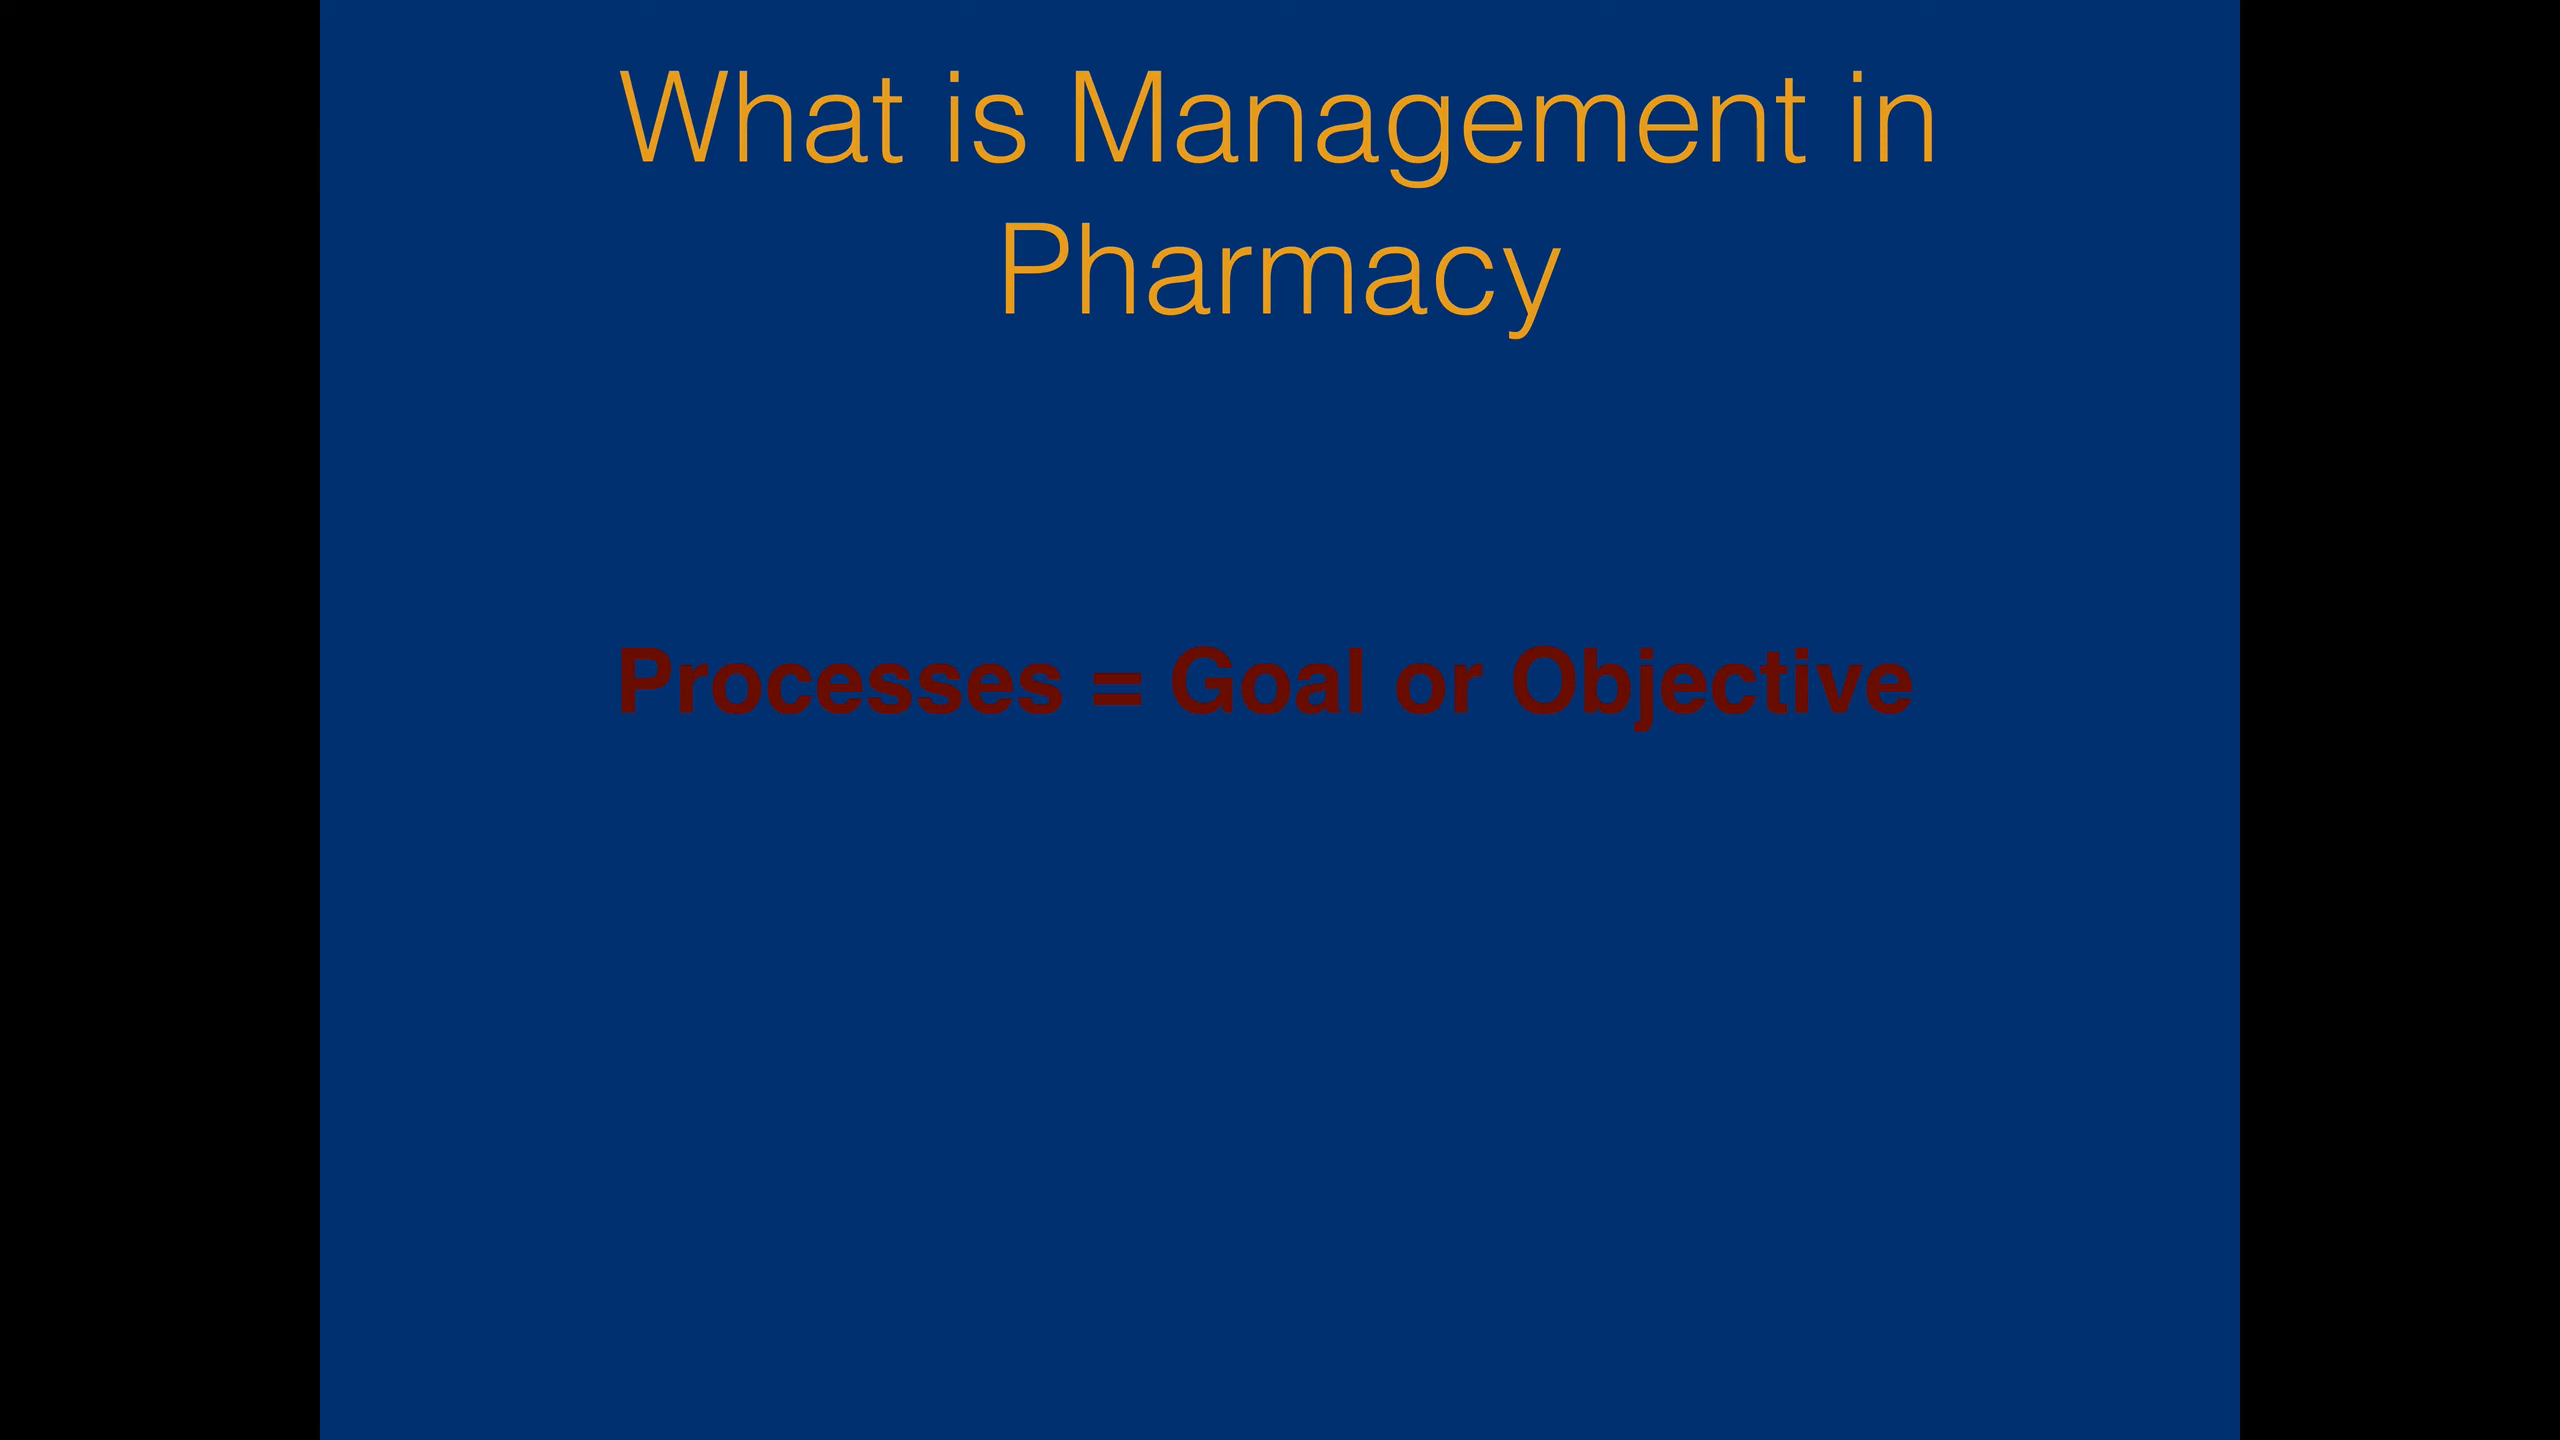 What is Management in
Pharmacy
Processes = Goal or Objective